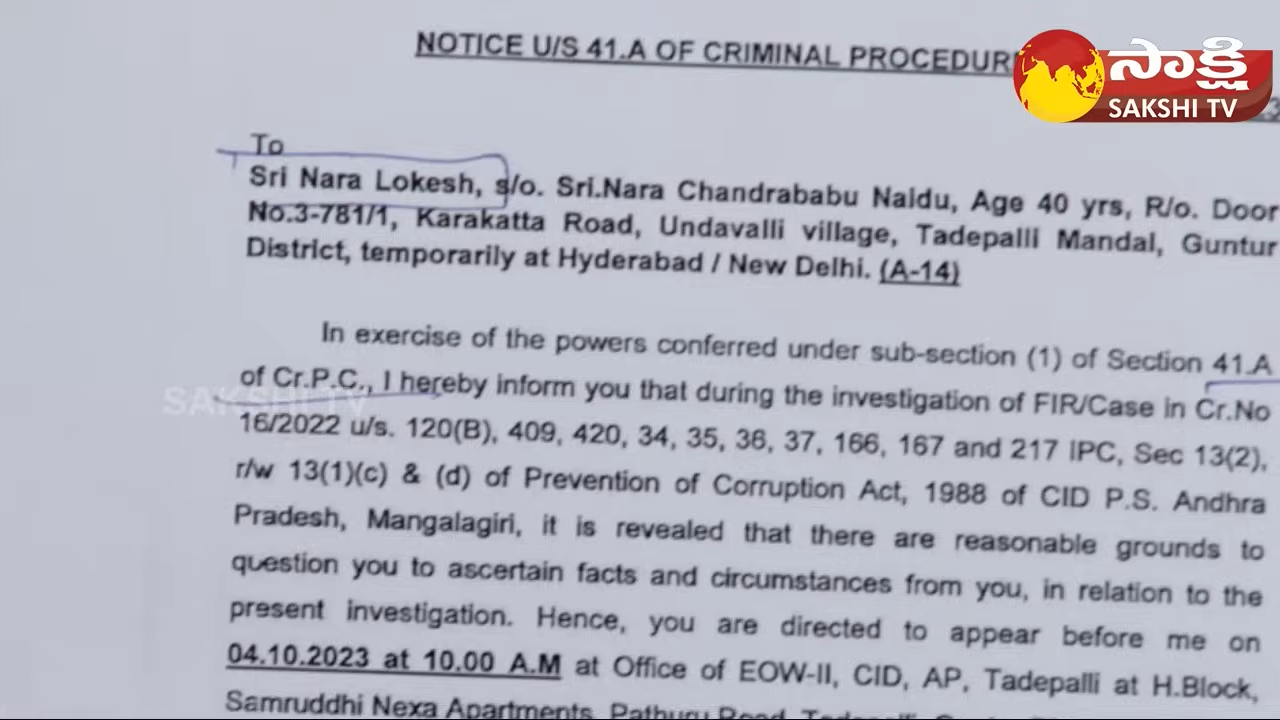 NOTICE U/S 41.A OF CRIMINAL PROCEDUR
సాక్షి
SAKSHI TV
To
Sri Nara Lokesh, s/o. Sri.Nara Chandrababu Naidu, Age 40 yrs, R/o. Door
No.3-781/1, Karakatta Road, Undavalli village, Tadepalli Mandal, Guntur
District, temporarily at Hyderabad / New Delhi. (A-14)
In exercise of the powers conferred under sub-section (1) of Section 41.A
of Cr.P.C., I hereby inform you that during the investigation of FIR/Case in Cr.No
SAKSHI TV
16/2022 u/s. 120(B), 409, 420, 34, 35, 36, 37, 166, 167 and 217 IPC, Sec 13(2),
r/w 13(1)(c) & (d) of Prevention of Corruption Act, 1988 of CID P.S. Andhra
Pradesh, Mangalagiri, it is revealed that there are reasonable grounds to
question you to ascertain facts and circumstances from you, in relation to the
present investigation. Hence, you are directed to appear before me on
04.10.2023 at 10.00 A.M at Office of EOW-II, CID, AP, Tadepalli at H.Block,
Samruddhi Nexa Apartments, Pathuru Road,